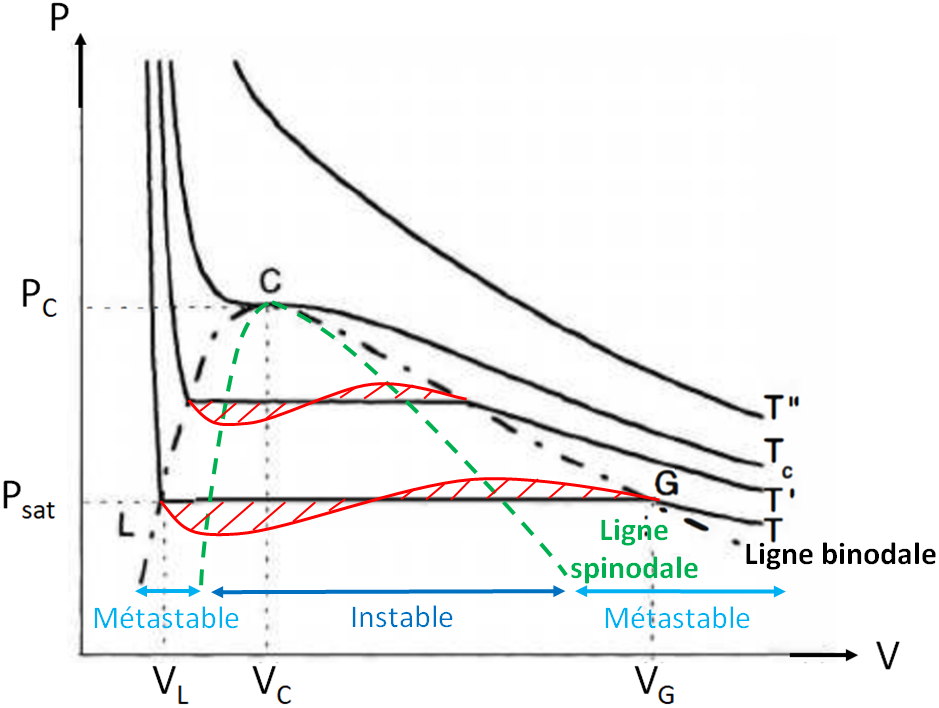 P
C
P_C
T"
T_c
T'
G
P_sat
T
L
Ligne
spinodale
Ligne binodale
Métastable
Instable
Métastable
V
V_L
V_C
V_G